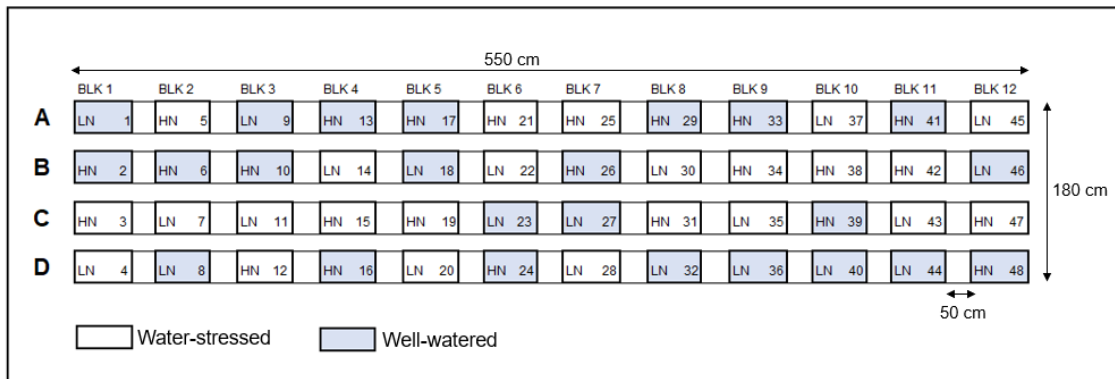 550 cm
BLK 1 BLK 2 BLK 3 BLK 4 BLK 5 BLK 6 BLK 7 BLK 8 BLK 9 BLK 10 BLK 11 BLK 12
A LN 1 HN 5 LN 9 HN 13 HN 17 HN 21 HN 25 HN 29 HN 33 LN 37 HN 41 LN 45
B HN 2 HN 6 HN 10 LN 14 LN 18 LN 22 HN 26 LN 30 HN 34 HN 38 HN 42 LN 46
180 cm
C HN 3 LN 7 LN 11 HN 15 HN 19 LN 23 LN 27 HN 31 LN 35 HN 39 LN 43 HN 47
D LN 4 LN 8 HN 12 HN 16 LN 20 HN 24 LN 28 LN 32 LN 36 LN 40 LN 44 HN 48
50 cm
Water-stressed Well-watered